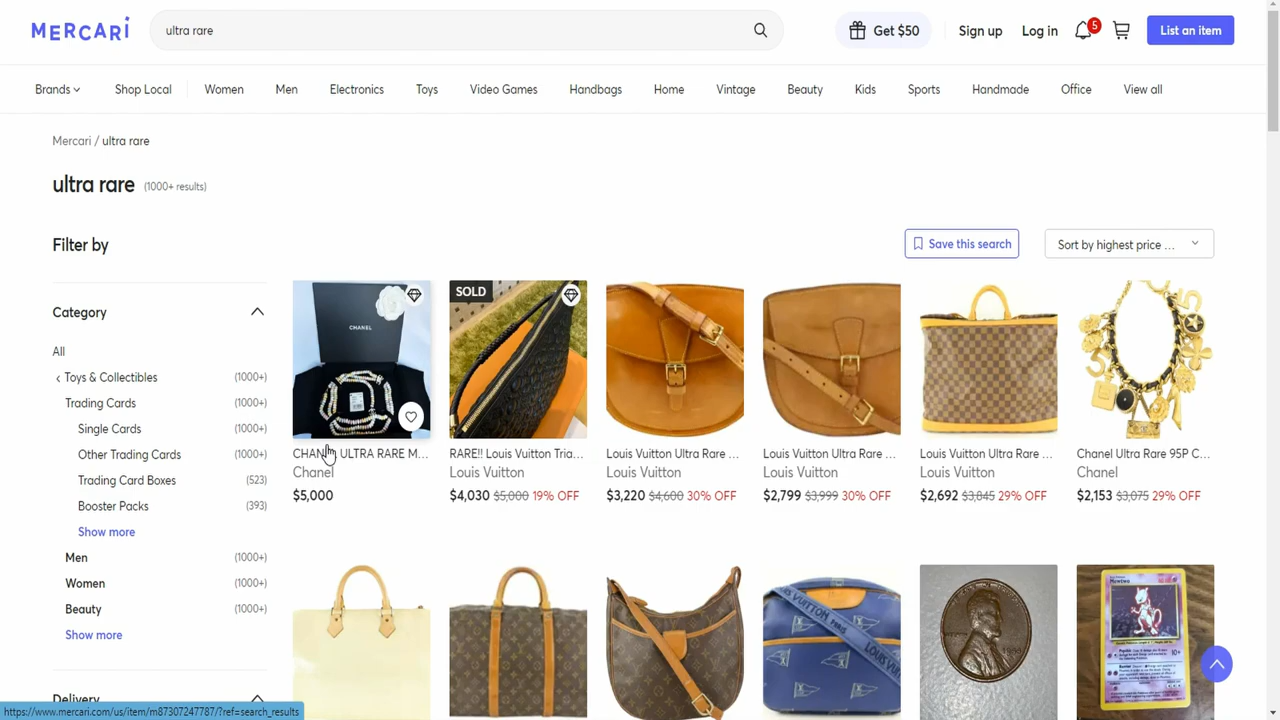 MERCARI
ultra rare
Get $50
Sign up
Log in
5
List an item
Brands
Shop Local
Women
Men
Electronics
Toys
Video Games
Handbags
Home
Vintage
Beauty
Kids
Sports
Handmade
Office
View all
Mercari / ultra rare
ultra rare (1000+ results)
Filter by
Save this search
Sort by highest price ...
Category
All
Toys & Collectibles (1000+)
Trading Cards (1000+)
Single Cards (1000+)
Other Trading Cards (1000+)
Trading Card Boxes (523)
Booster Packs (393)
Show more
Men (1000+)
Women (1000+)
Beauty (1000+)
Show more
Delivery
CHANEL
CHANEL ULTRA RARE M...
Chanel
$5,000
SOLD
RARE!! Louis Vuitton Tria...
Louis Vuitton
$4,030 $5,000 19% OFF
Louis Vuitton Ultra Rare ...
Louis Vuitton
$3,220 $4,600 30% OFF
Louis Vuitton Ultra Rare ...
Louis Vuitton
$2,799 $3,999 30% OFF
Louis Vuitton Ultra Rare ...
Louis Vuitton
$2,692 $3,845 29% OFF
Chanel Ultra Rare 95P C...
Chanel
$2,153 $3,075 29% OFF
https://www.mercari.com/us/item/m87307247787/?ref=search_results